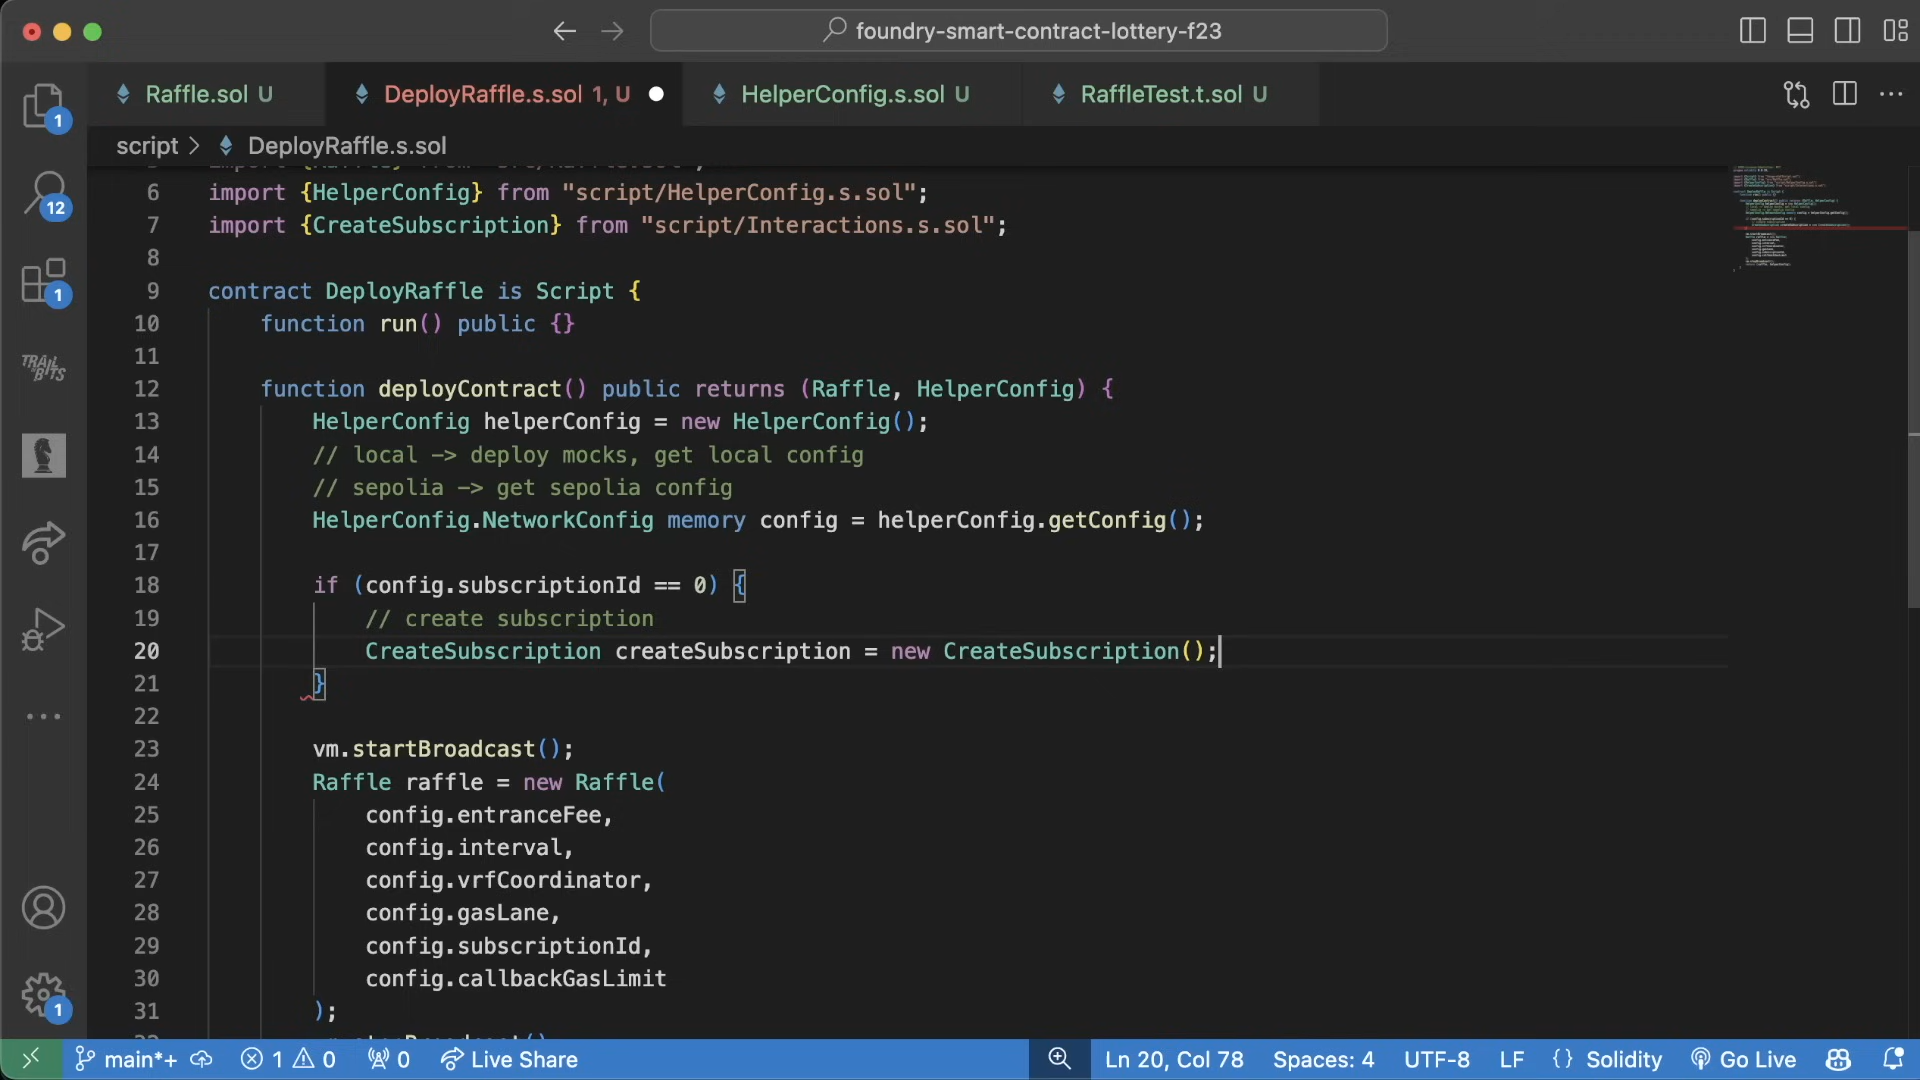 foundry-smart-contract-lottery-f23
Raffle.sol U
DeployRaffle.s.sol 1, U
HelperConfig.s.sol U
RaffleTest.t.sol U
script > DeployRaffle.s.sol
6 import {HelperConfig} from "script/HelperConfig.s.sol";
7 import {CreateSubscription} from "script/Interactions.s.sol";
8
9 contract DeployRaffle is Script {
10 function run() public {}
11
12 function deployContract() public returns (Raffle, HelperConfig) {
13 HelperConfig helperConfig = new HelperConfig();
14 // local -> deploy mocks, get local config
15 // sepolia -> get sepolia config
16 HelperConfig.NetworkConfig memory config = helperConfig.getConfig();
17
18 if (config.subscriptionId == 0) {
19 // create subscription
20 CreateSubscription createSubscription = new CreateSubscription();
21 }
22
23 vm.startBroadcast();
24 Raffle raffle = new Raffle(
25 config.entranceFee,
26 config.interval,
27 config.vrfCoordinator,
28 config.gasLane,
29 config.subscriptionId,
30 config.callbackGasLimit
31 );
1
12
1
TRAIL OF BITS
1
main*+ 1 0 0 Live Share Ln 20, Col 78 Spaces: 4 UTF-8 LF {} Solidity Go Live